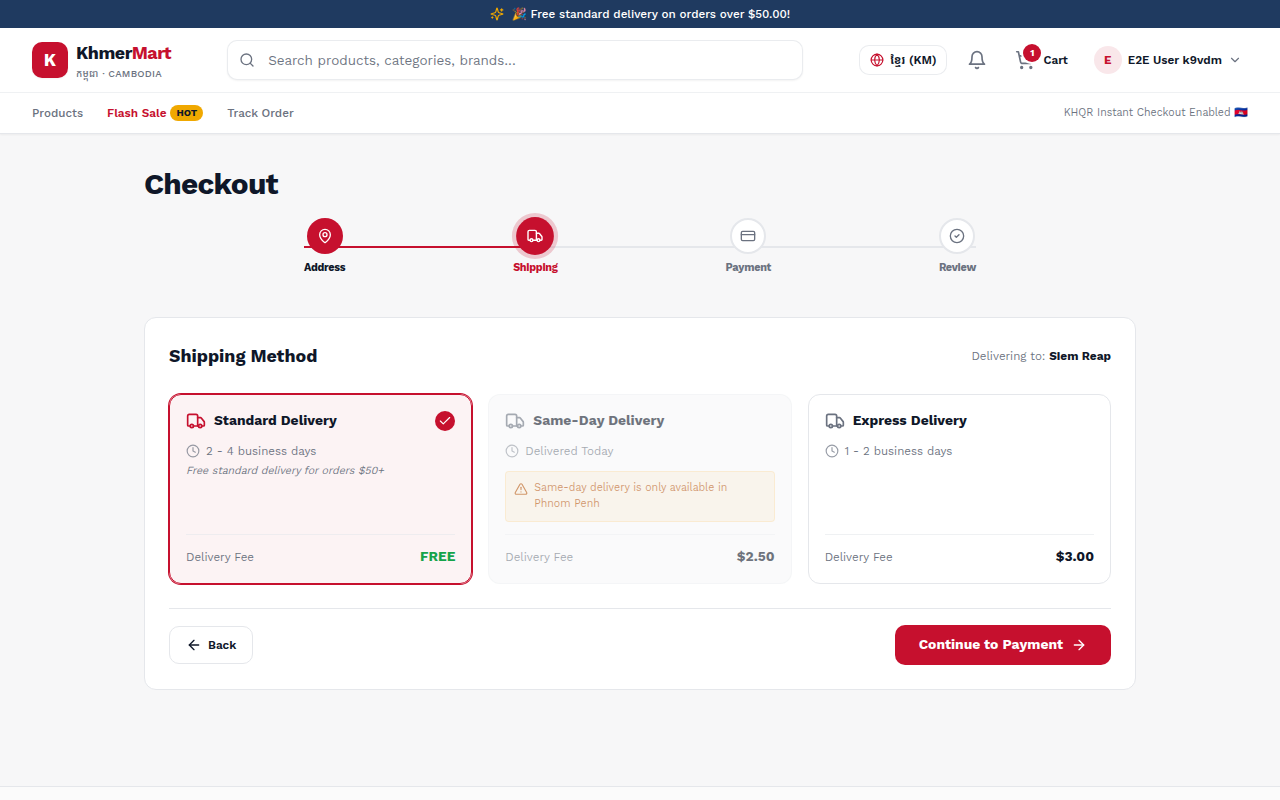 🎉 Free standard delivery on orders over $50.00!
K
KhmerMart
កម្ពុជា · CAMBODIA
Search products, categories, brands...
ខ្មែរ (KM)
1
Cart
E
E2E User k9vdm
Products
Flash Sale HOT
Track Order
KHQR Instant Checkout Enabled 🇰🇭
Checkout
Address
Shipping
Payment
Review
Shipping Method
Delivering to: Siem Reap
Standard Delivery
2 - 4 business days
Free standard delivery for orders $50+
Delivery Fee
FREE
Same-Day Delivery
Delivered Today
Same-day delivery is only available in
Phnom Penh
Delivery Fee
$2.50
Express Delivery
1 - 2 business days
Delivery Fee
$3.00
Back
Continue to Payment